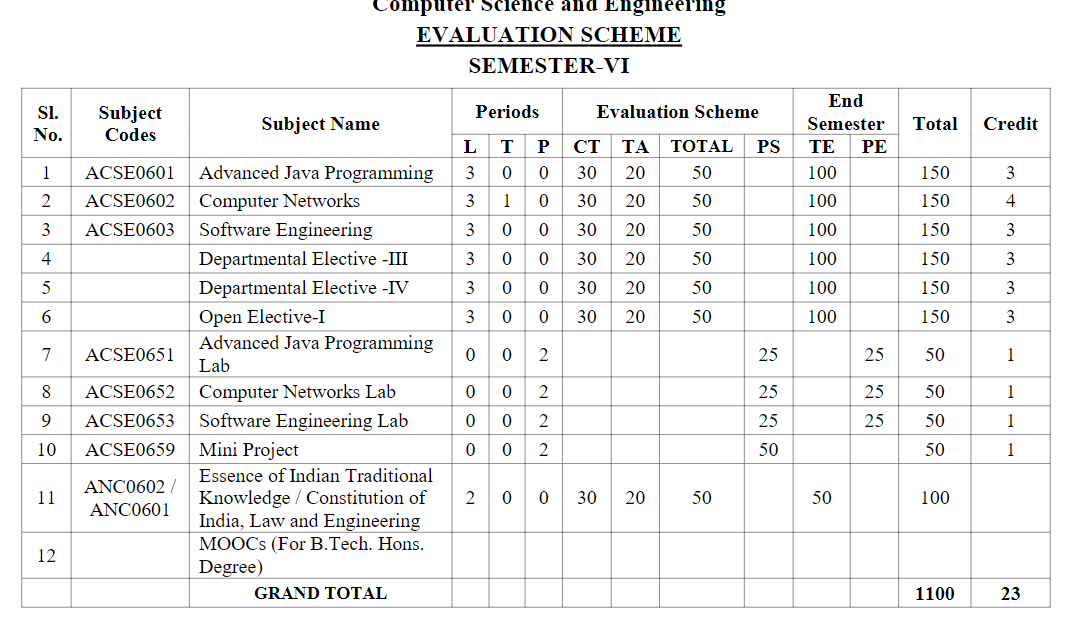 Computer Science and Engineering
EVALUATION SCHEME
SEMESTER-VI
Sl. No. Subject Codes Subject Name Periods Evaluation Scheme End Semester Total Credit
L T P CT TA TOTAL PS TE PE
1 ACSE0601 Advanced Java Programming 3 0 0 30 20 50 100 150 3
2 ACSE0602 Computer Networks 3 1 0 30 20 50 100 150 4
3 ACSE0603 Software Engineering 3 0 0 30 20 50 100 150 3
4 Departmental Elective -III 3 0 0 30 20 50 100 150 3
5 Departmental Elective -IV 3 0 0 30 20 50 100 150 3
6 Open Elective-I 3 0 0 30 20 50 100 150 3
7 ACSE0651 Advanced Java Programming Lab 0 0 2 25 25 50 1
8 ACSE0652 Computer Networks Lab 0 0 2 25 25 50 1
9 ACSE0653 Software Engineering Lab 0 0 2 25 25 50 1
10 ACSE0659 Mini Project 0 0 2 50 50 1
11 ANC0602 / ANC0601 Essence of Indian Traditional Knowledge / Constitution of India, Law and Engineering 2 0 0 30 20 50 50 100
12 MOOCs (For B.Tech. Hons. Degree)
GRAND TOTAL 1100 23